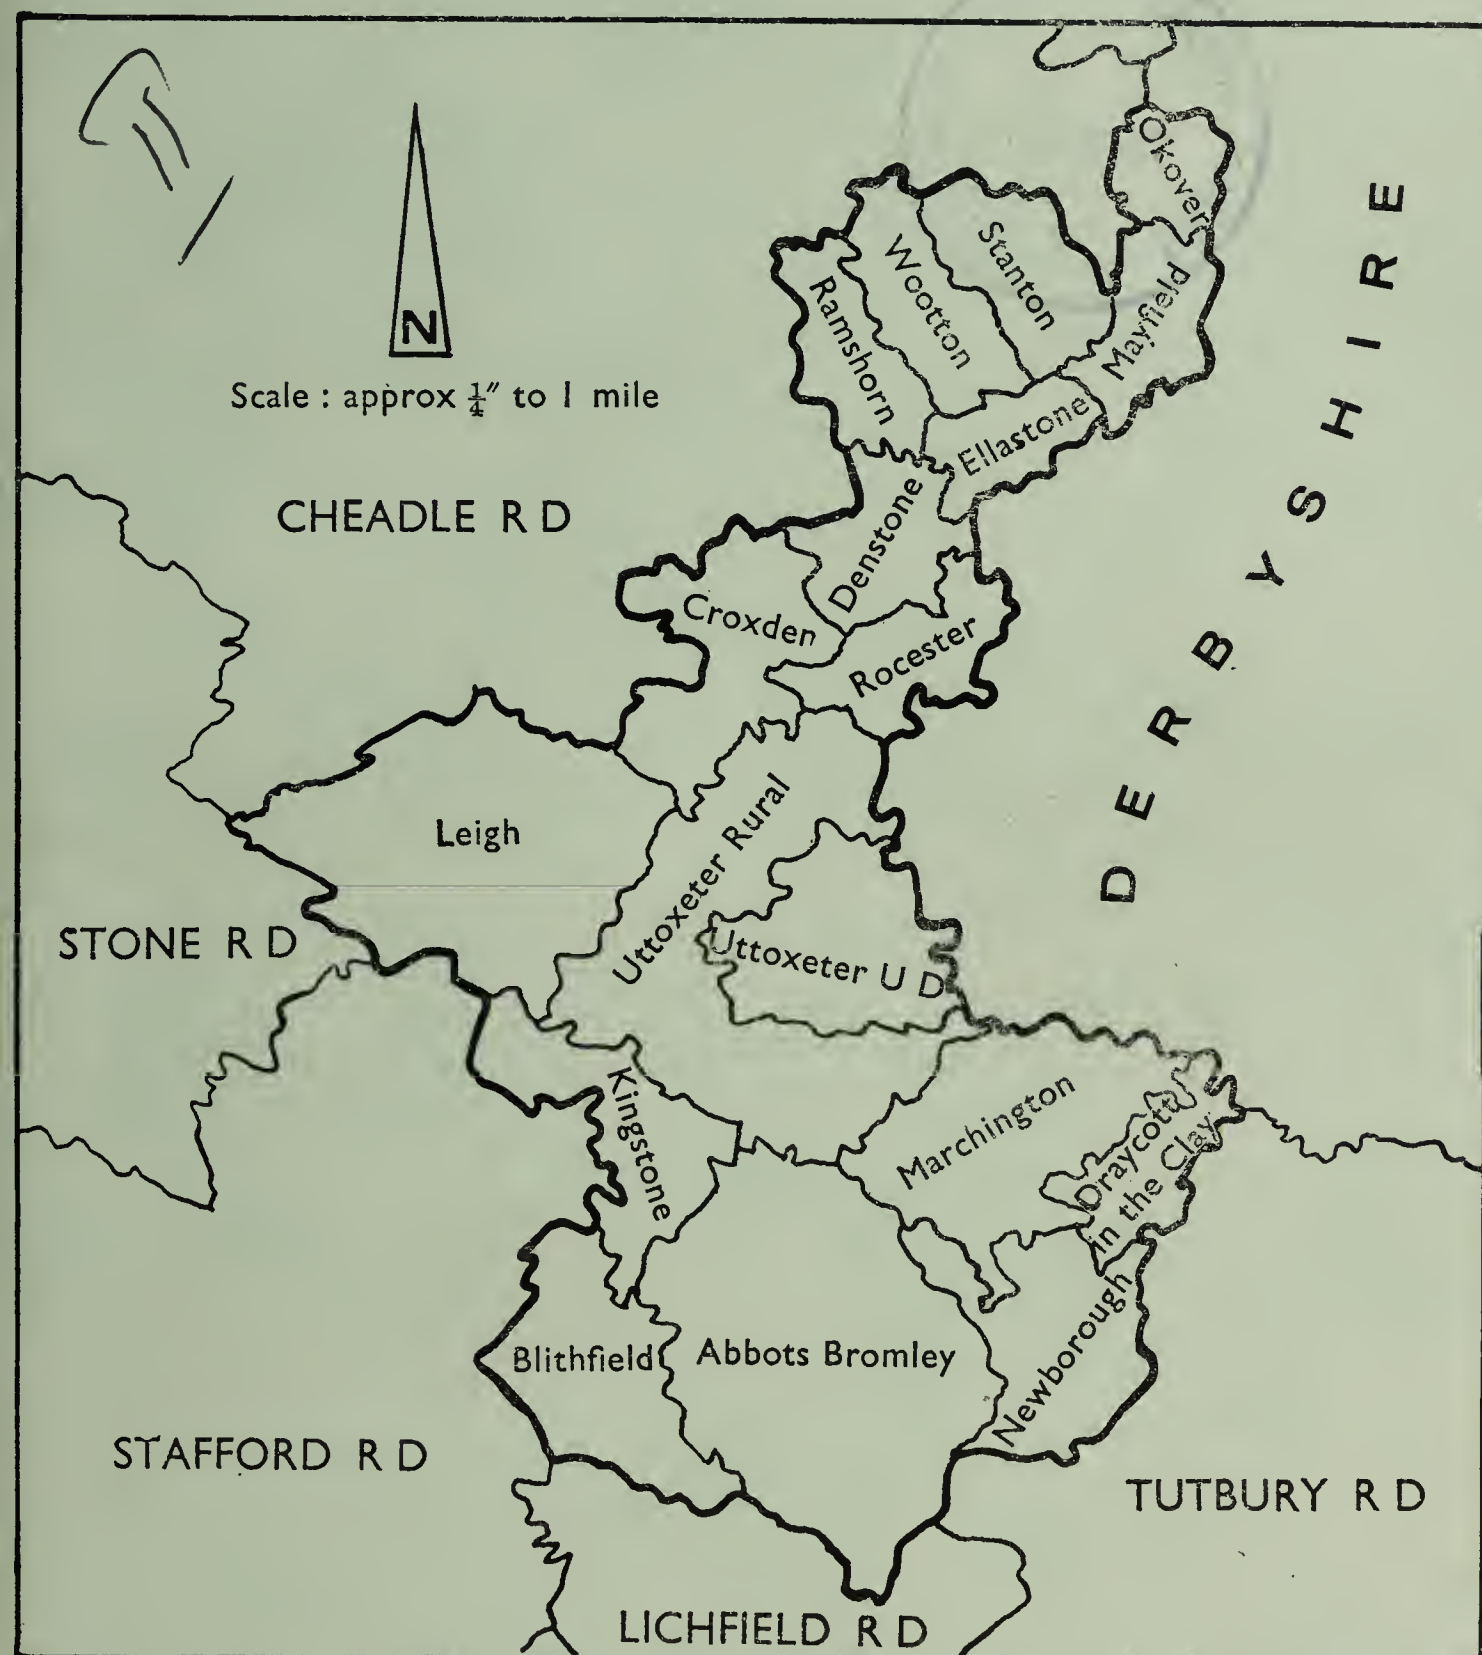 N
Scale : approx ¼" to 1 mile
Okover
Stanton
Wootton
Ramshorn
Mayfield
Ellastone
DERBYSHIRE
CHEADLE R D
Denstone
Croxden
Rocester
Leigh
Uttoxeter Rural
Uttoxeter U D
STONE R D
Kingstone
Marchington
Draycott
in the Clay
Newborough
Blithfield
Abbots Bromley
STAFFORD R D
TUTBURY R D
LICHFIELD R D